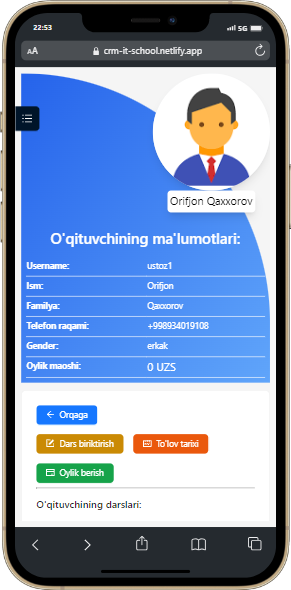 22:53
5G
AA crm-it-school.netlify.app
Orifjon Qaxxorov
O'qituvchining ma'lumotlari:
Username: ustoz1
Ism: Orifjon
Familya: Qaxxorov
Telefon raqami: +998934019108
Gender: erkak
Oylik maoshi: 0 UZS
Orqaga
Dars biriktirish To'lov tarixi
Oylik berish
O'qituvchining darslari: